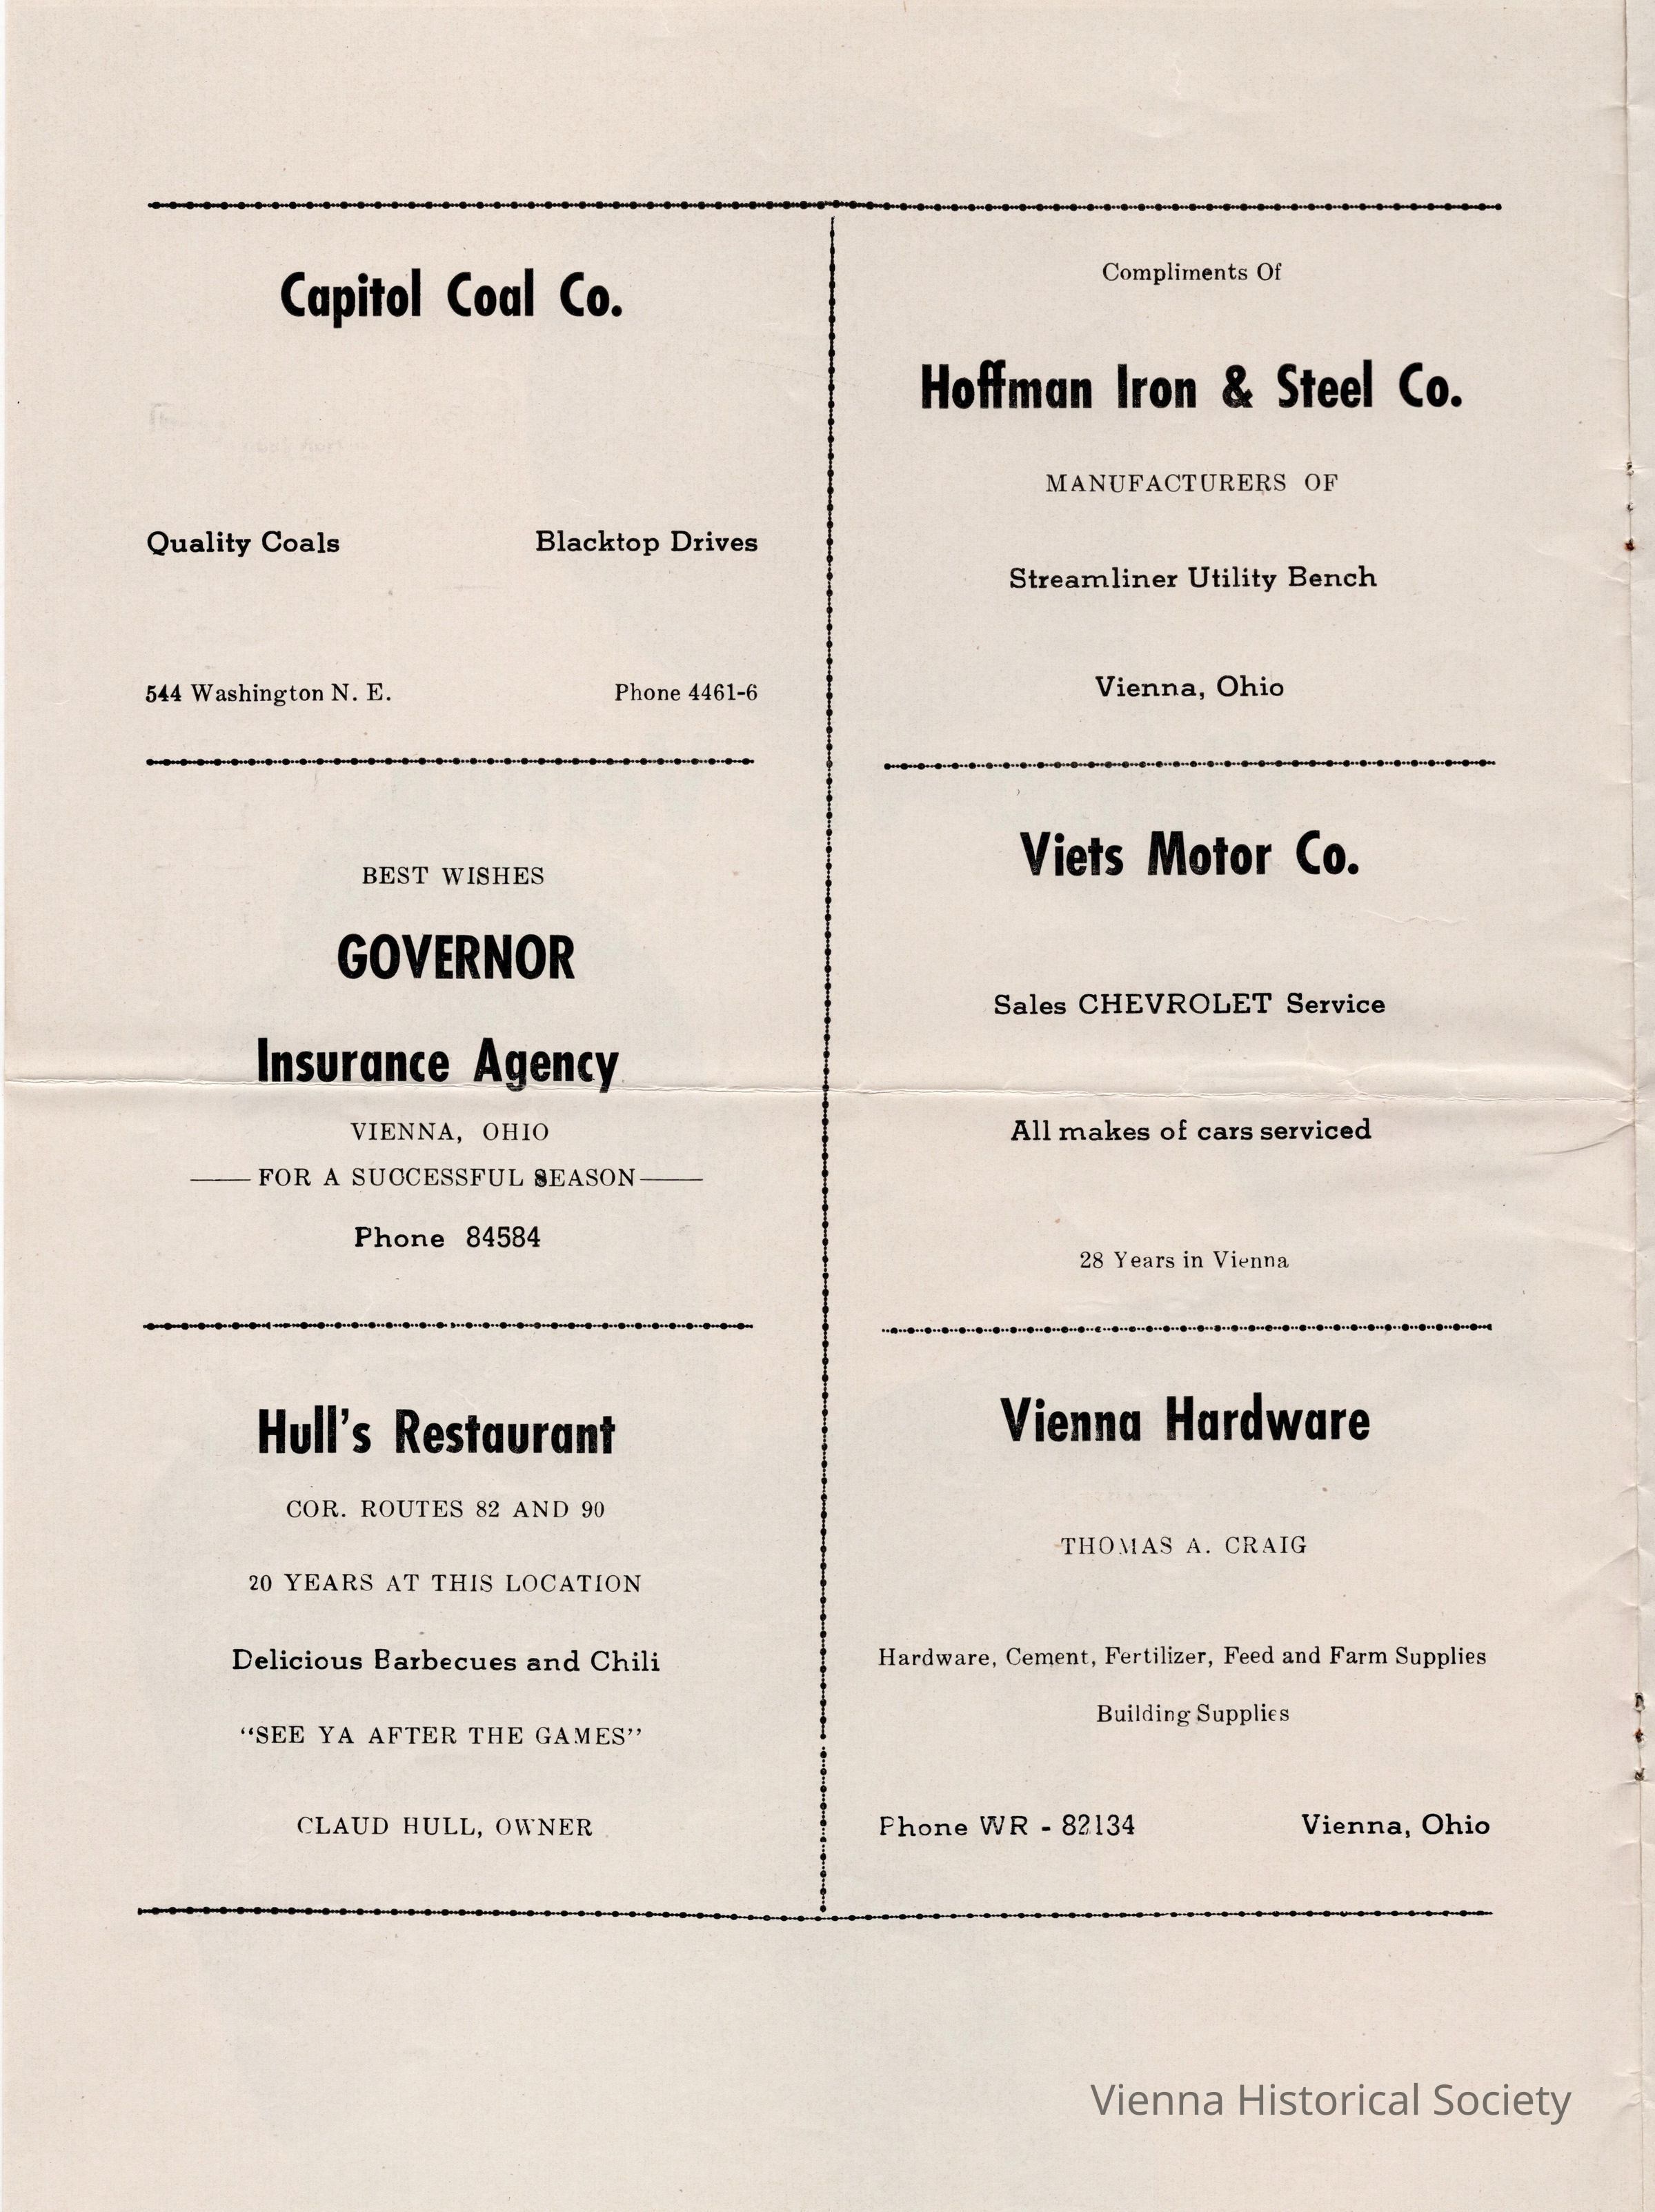 Capitol Coal Co.
Quality Coals Blacktop Drives
544 Washington N. E. Phone 4461-6
BEST WISHES
GOVERNOR
Insurance Agency
VIENNA, OHIO
FOR A SUCCESSFUL SEASON
Phone 84584
Hull's Restaurant
COR. ROUTES 82 AND 90
20 YEARS AT THIS LOCATION
Delicious Barbecues and Chili
“SEE YA AFTER THE GAMES”
CLAUD HULL, OWNER
Compliments Of
Hoffman Iron & Steel Co.
MANUFACTURERS OF
Streamliner Utility Bench
Vienna, Ohio
Viets Motor Co.
Sales CHEVROLET Service
All makes of cars serviced
28 Years in Vienna
Vienna Hardware
THOMAS A. CRAIG
Hardware, Cement, Fertilizer, Feed and Farm Supplies
Building Supplies
Phone WR - 82134 Vienna, Ohio
Vienna Historical Society